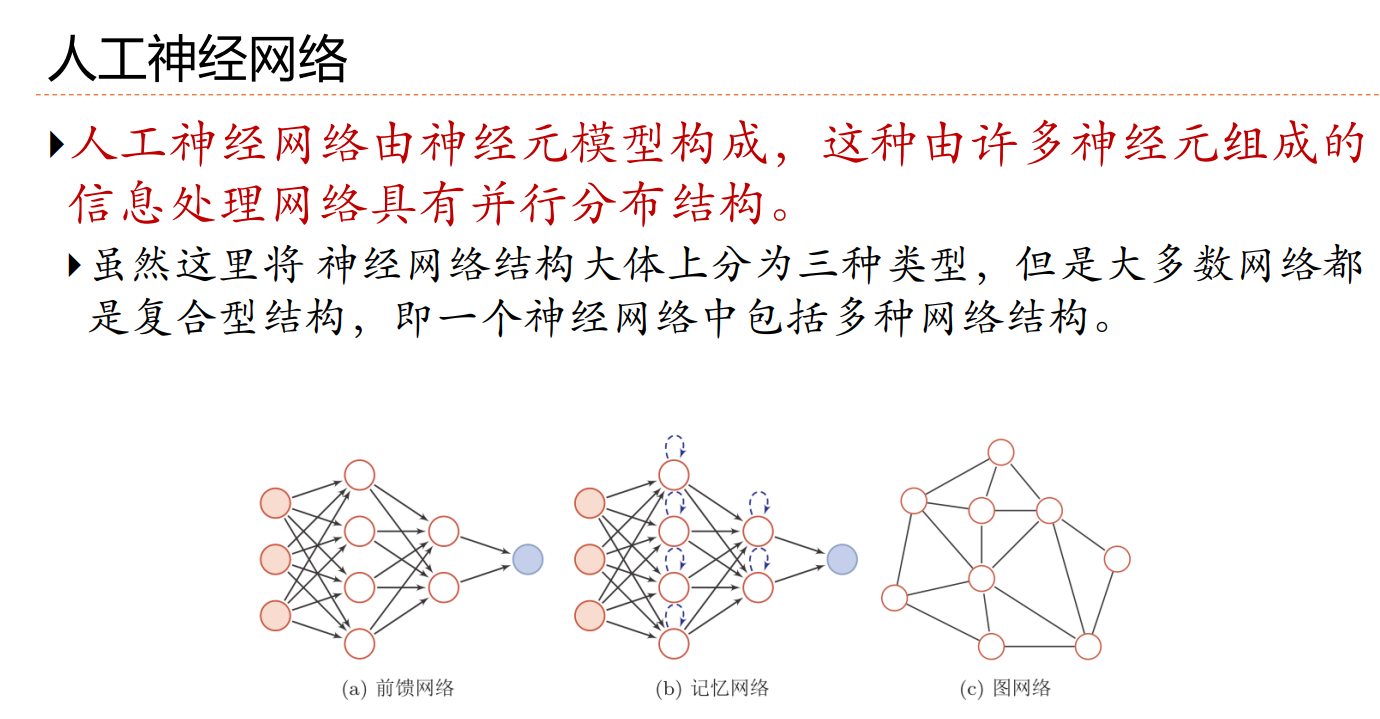 人工神经网络
人工神经网络由神经元模型构成，这种由许多神经元组成的
信息处理网络具有并行分布结构。
虽然这里将 神经网络结构大体上分为三种类型，但是大多数网络都
是复合型结构，即一个神经网络中包括多种网络结构。
(a) 前馈网络
(b) 记忆网络
(c) 图网络